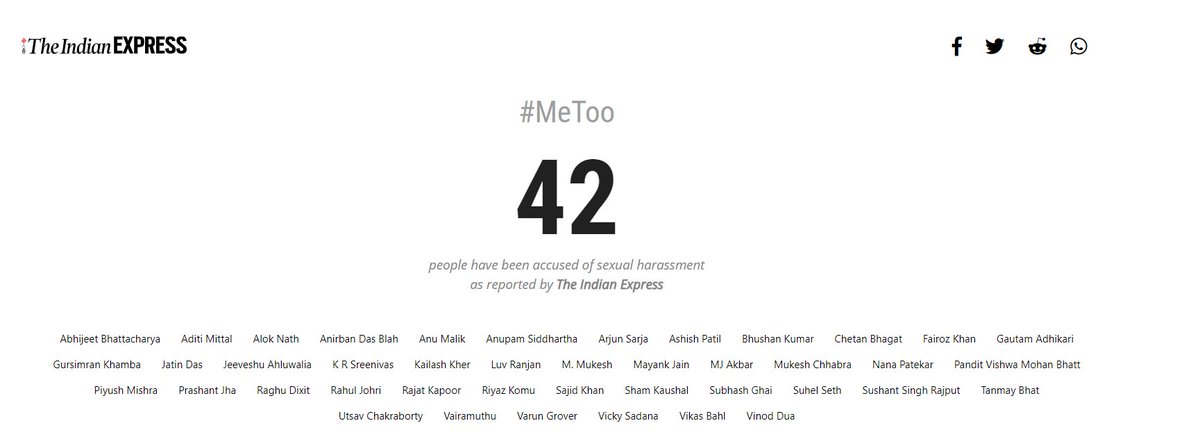 The Indian EXPRESS
#MeToo
42
people have been accused of sexual harassment
as reported by The Indian Express
Abhijeet Bhattacharya Aditi Mittal Alok Nath Anirban Das Blah Anu Malik Anupam Siddhartha Arjun Sarja Ashish Patil Bhushan Kumar Chetan Bhagat Fairoz Khan Gautam Adhikari
Gursimran Khamba Jatin Das Jeeveshu Ahluwalia K R Sreenivas Kailash Kher Luv Ranjan M. Mukesh Mayank Jain MJ Akbar Mukesh Chhabra Nana Patekar Pandit Vishwa Mohan Bhatt
Piyush Mishra Prashant Jha Raghu Dixit Rahul Johri Rajat Kapoor Riyaz Komu Sajid Khan Sham Kaushal Subhash Ghai Suhel Seth Sushant Singh Rajput Tanmay Bhat
Utsav Chakraborty Vairamuthu Varun Grover Vicky Sadana Vikas Bahl Vinod Dua